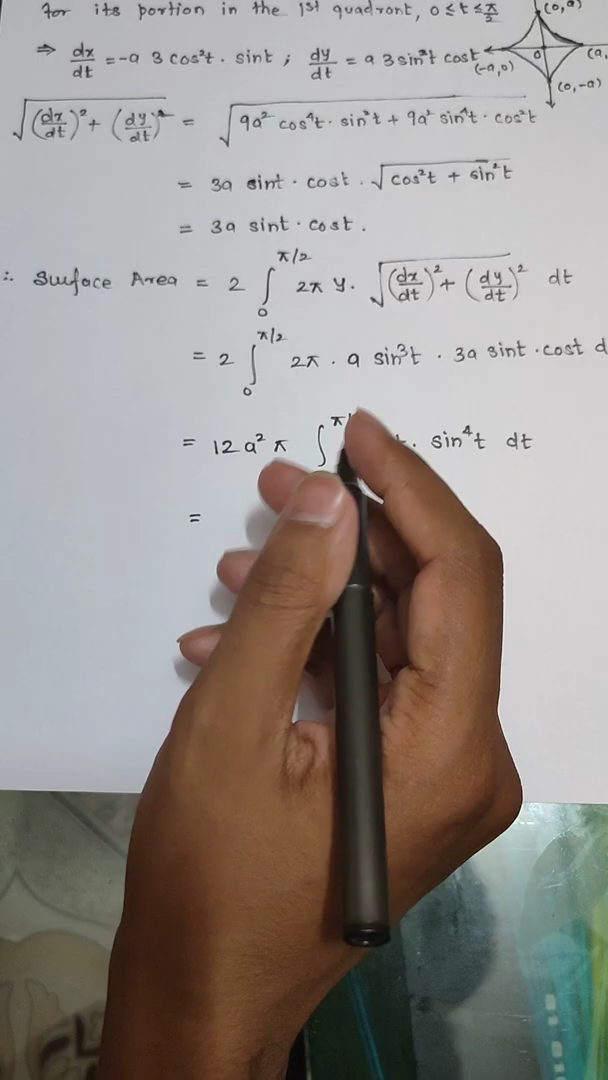 for its portion in the 1st quadront, 0 ≤ t ≤ π/2
(0,a)
⇒ dx/dt = -a 3 cos²t · sint ; dy/dt = a 3 sin²t cost
0
(-a,0)
(a,
(0,-a)
√((dx/dt)² + (dy/dt)²) = √(9a² cos⁴t · sin²t + 9a² sin⁴t · cos²t
= 3a sint · cost · √(cos²t + sin²t
= 3a sint · cost .
∴ Surface Area = 2 ∫₀^π/2 2π y · √((dx/dt)² + (dy/dt)²) dt
= 2 ∫₀^π/2 2π · a sin³t · 3a sint · cost d
= 12 a² π ∫ π/ t · sin⁴t dt
=